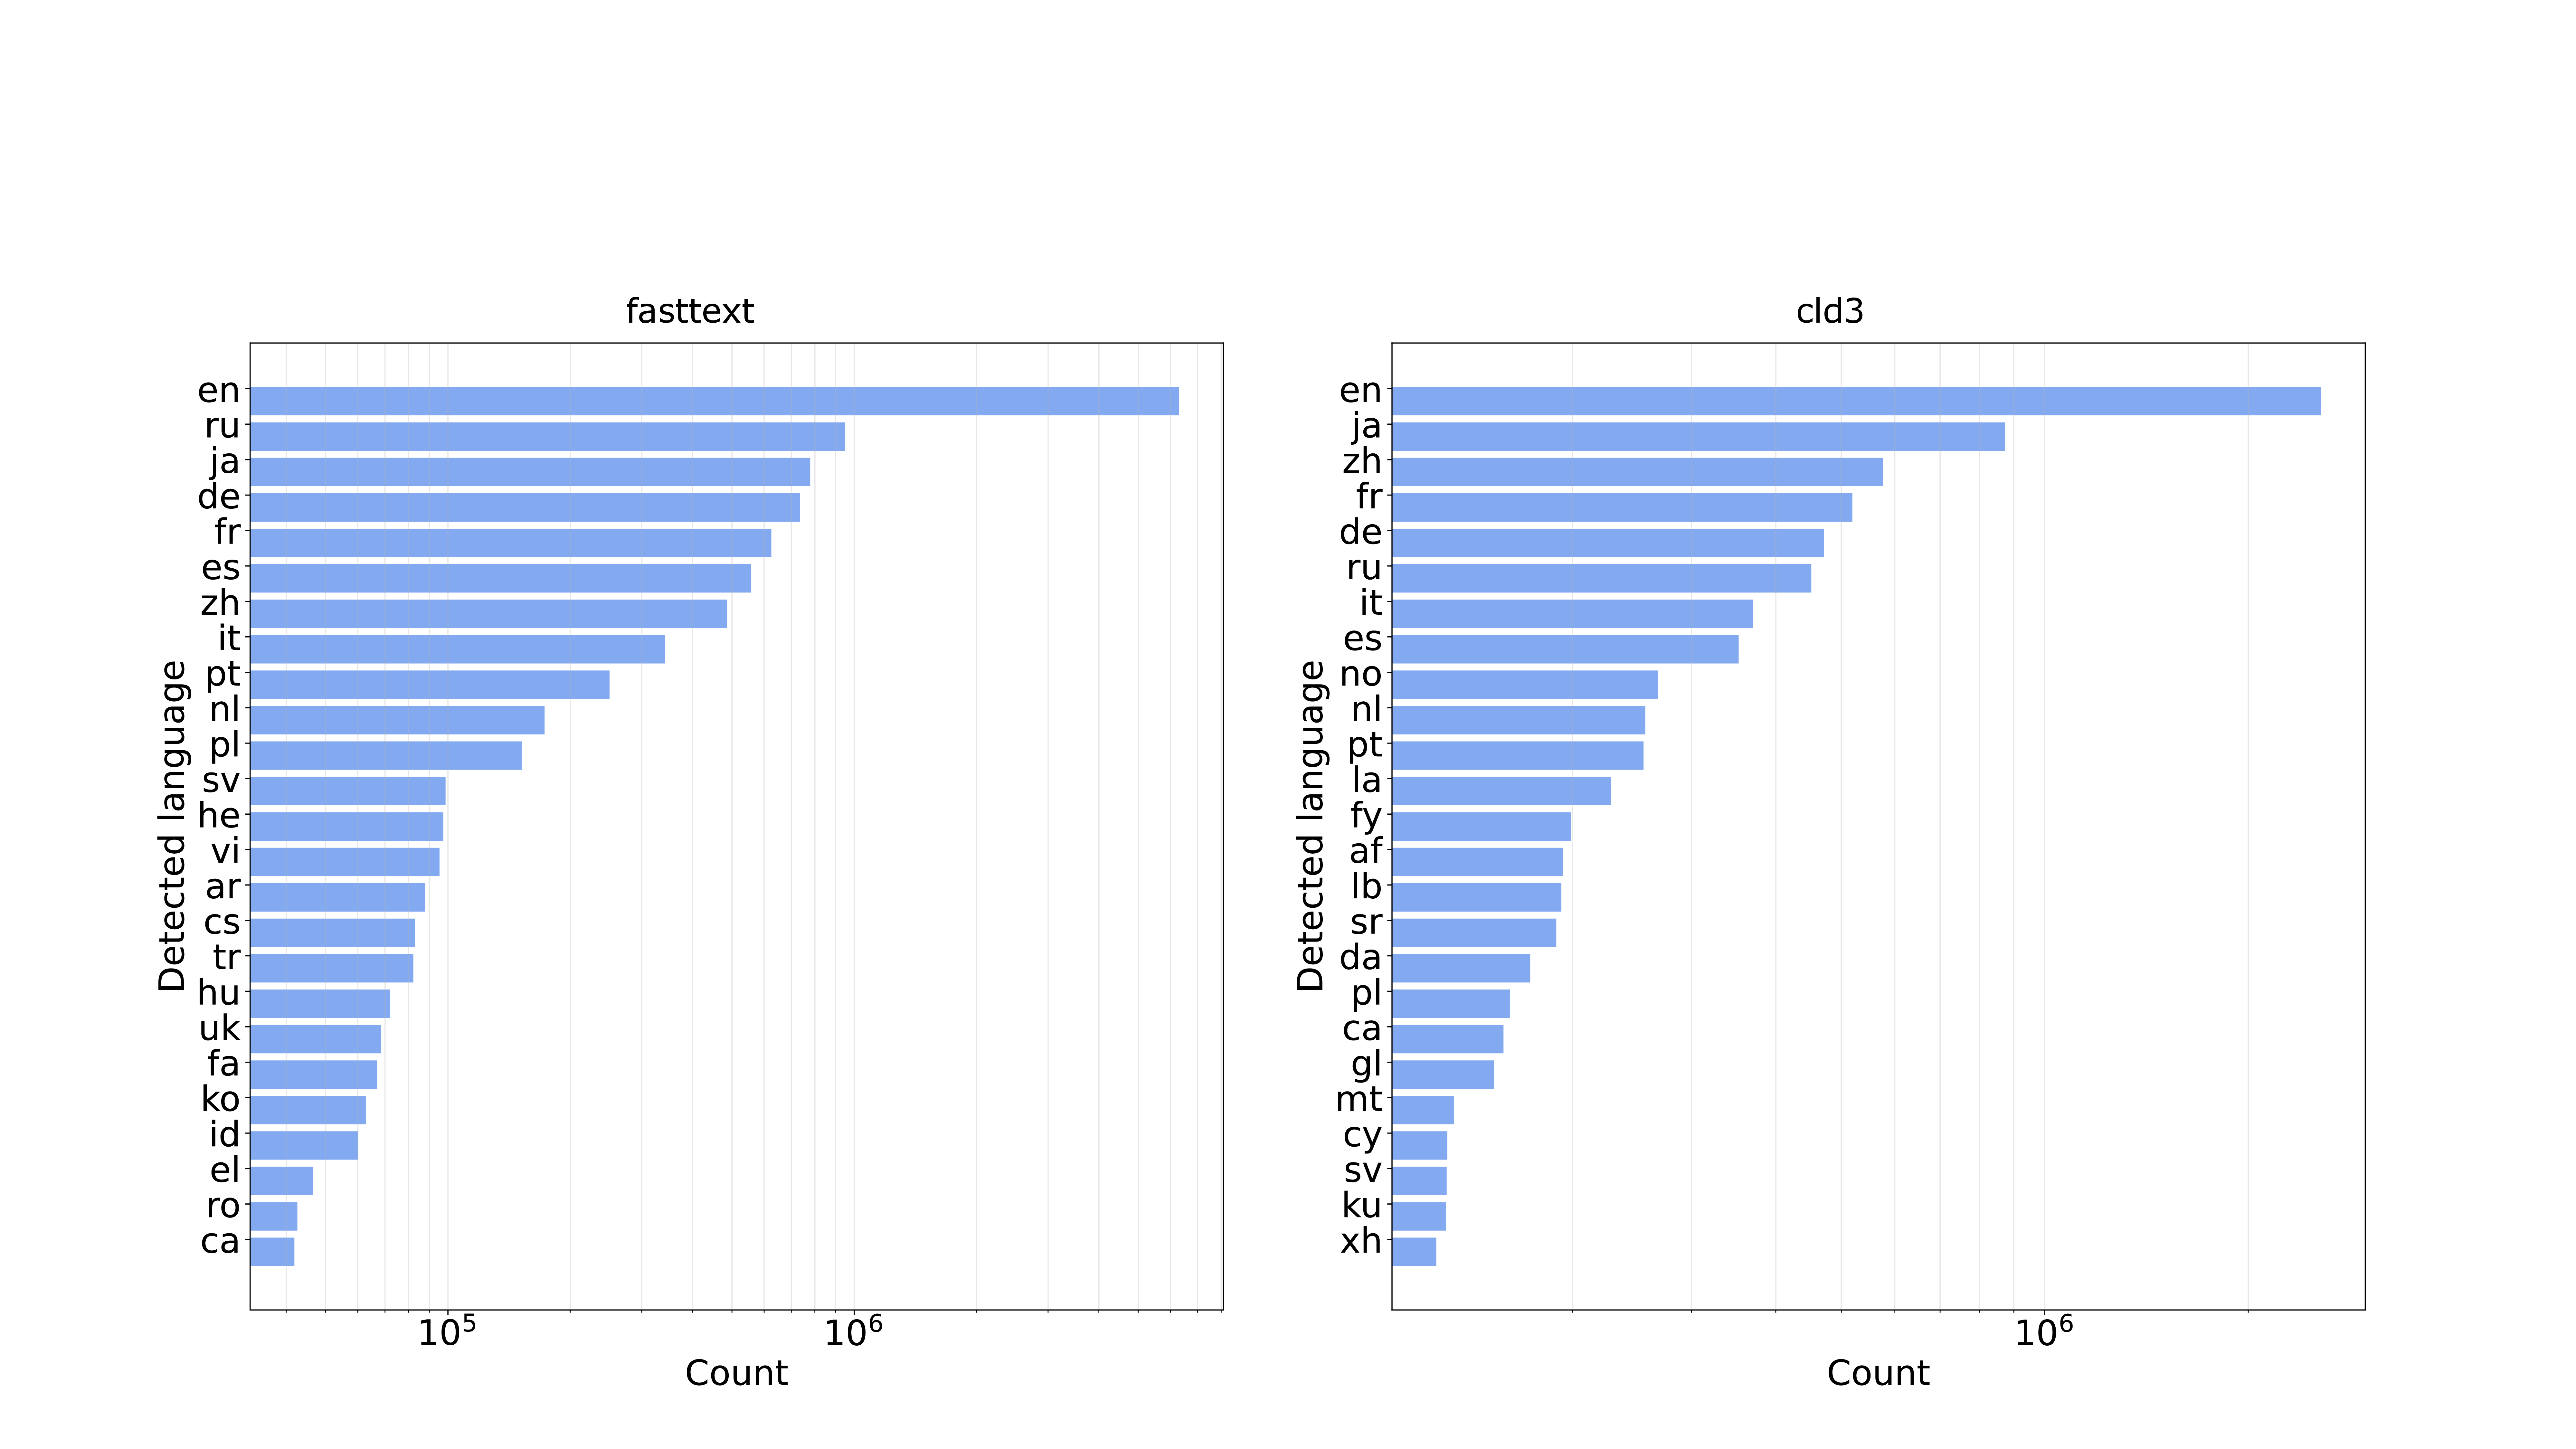 fasttext
Detected language
en
ru
ja
de
fr
es
zh
it
pt
nl
pl
sv
he
vi
ar
cs
tr
hu
uk
fa
ko
id
el
ro
ca
10⁵
10⁶
Count
cld3
Detected language
en
ja
zh
fr
de
ru
it
es
no
nl
pt
la
fy
af
lb
sr
da
pl
ca
gl
mt
cy
sv
ku
xh
10⁶
Count